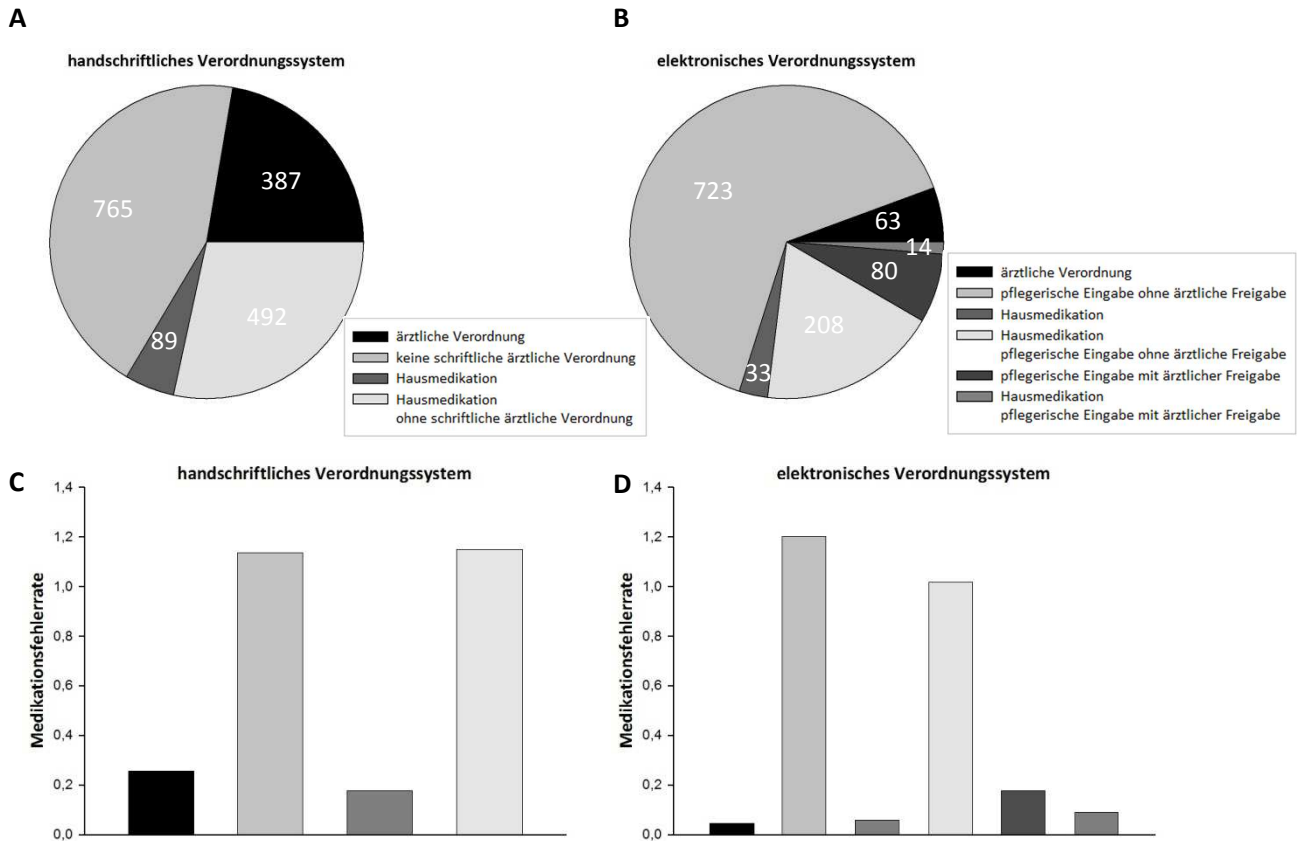 A
handschriftliches Verordnungssystem
387
765
492
89
ärztliche Verordnung
keine schriftliche ärztliche Verordnung
Hausmedikation
Hausmedikation
ohne schriftliche ärztliche Verordnung
B
elektronisches Verordnungssystem
723
63
14
80
208
33
ärztliche Verordnung
pflegerische Eingabe ohne ärztliche Freigabe
Hausmedikation
Hausmedikation
pflegerische Eingabe ohne ärztliche Freigabe
pflegerische Eingabe mit ärztlicher Freigabe
Hausmedikation
pflegerische Eingabe mit ärztlicher Freigabe
C
handschriftliches Verordnungssystem
Medikationsfehlerrate
1,4
1,2
1,0
0,8
0,6
0,4
0,2
0,0
D
elektronisches Verordnungssystem
Medikationsfehlerrate
1,4
1,2
1,0
0,8
0,6
0,4
0,2
0,0